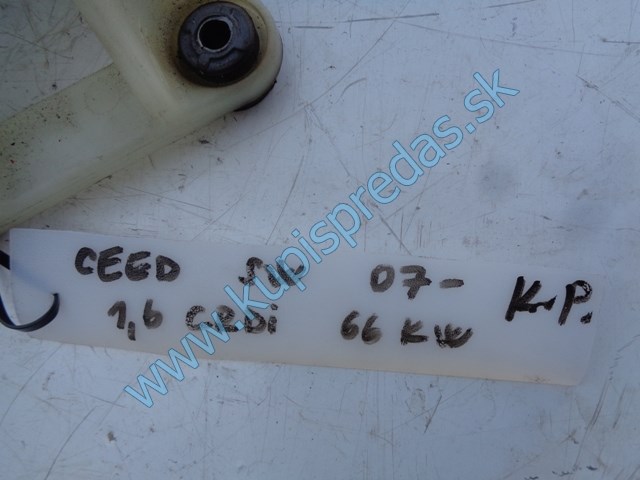 CEED SW 07- K.P.
1,6 CRDi 66 KW
www.kupispredas.sk